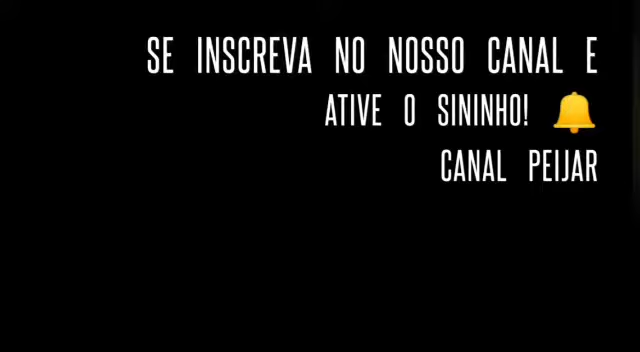 SE INSCREVA NO NOSSO CANAL E
ATIVE O SININHO! 🔔
CANAL PEIJAR